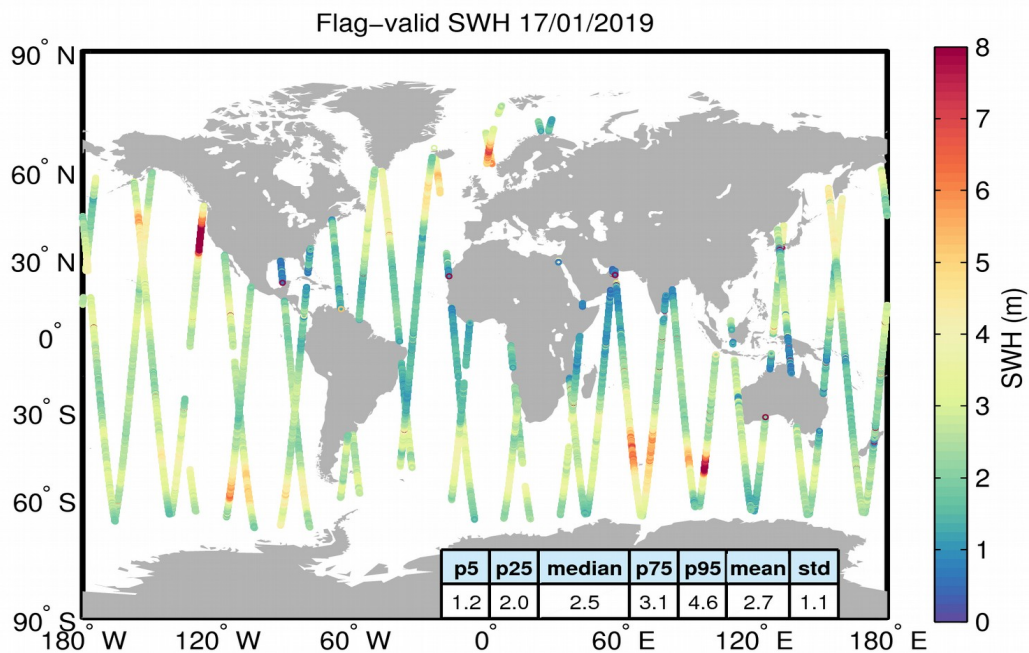 Flag−valid SWH 17/01/2019
90° N
60° N
30° N
0°
30° S
60° S
90° S
180° W
120° W
60° W
0°
60° E
120° E
180° E
8
7
6
5
4
3
2
1
0
SWH (m)
p5 p25 median p75 p95 mean std
1.2 2.0 2.5 3.1 4.6 2.7 1.1